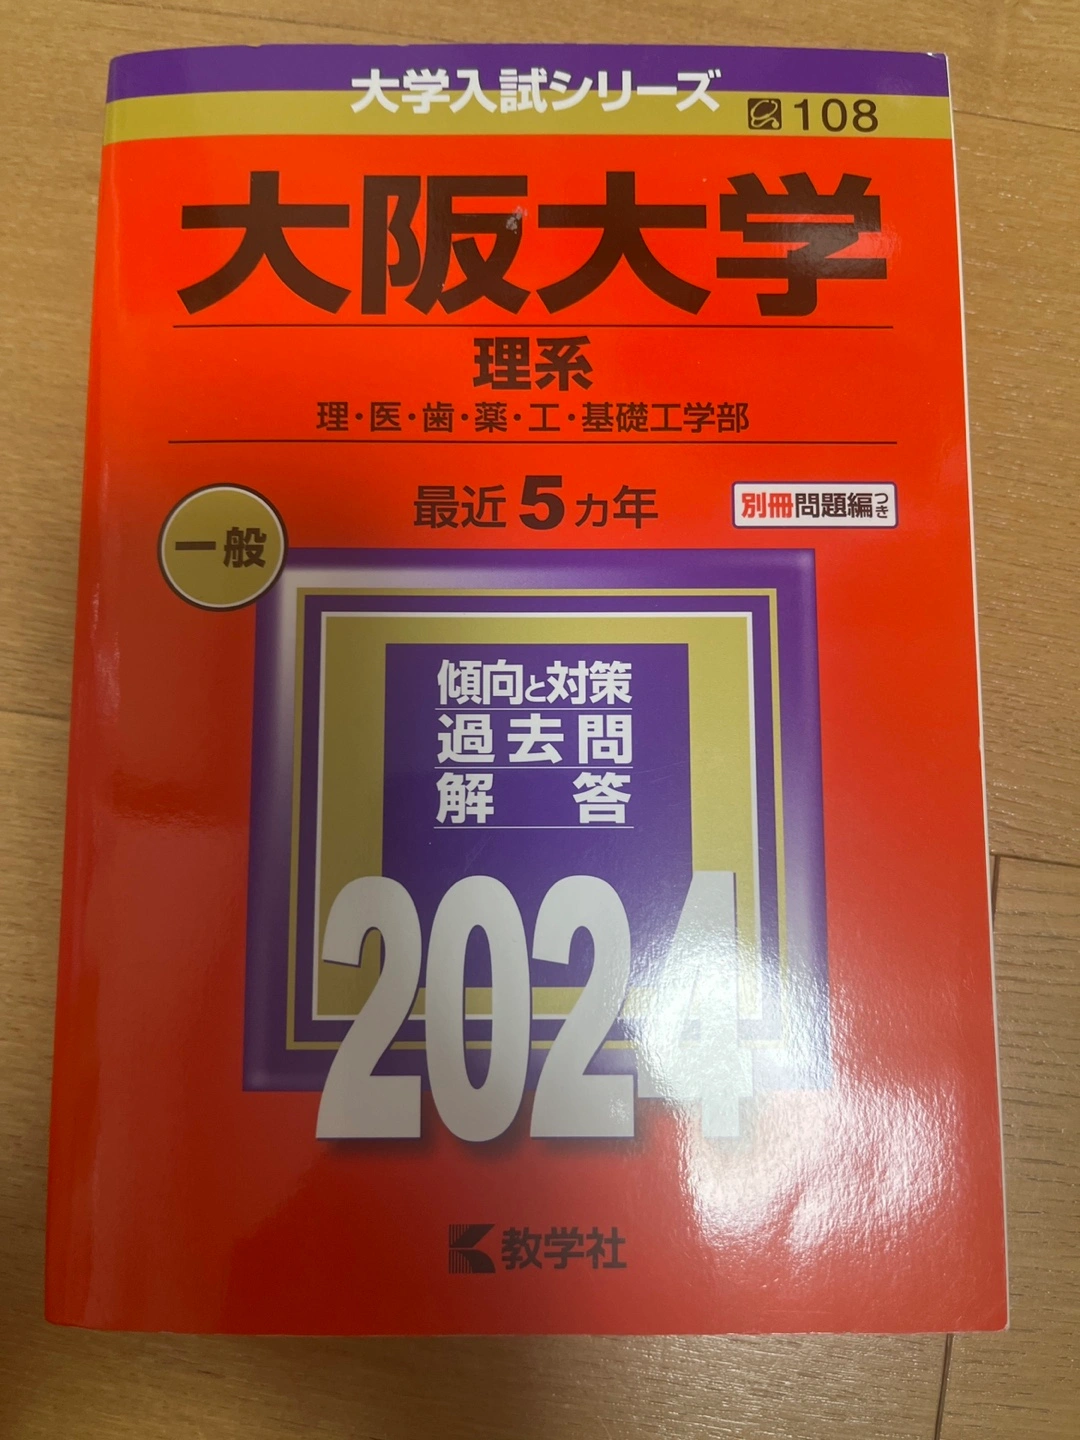 大学入試シリーズ
108
大阪大学
理系
理・医・歯・薬・工・基礎工学部
最近5カ年
別冊問題編つき
一般
傾向と対策
過去問
解答
2024
教学社